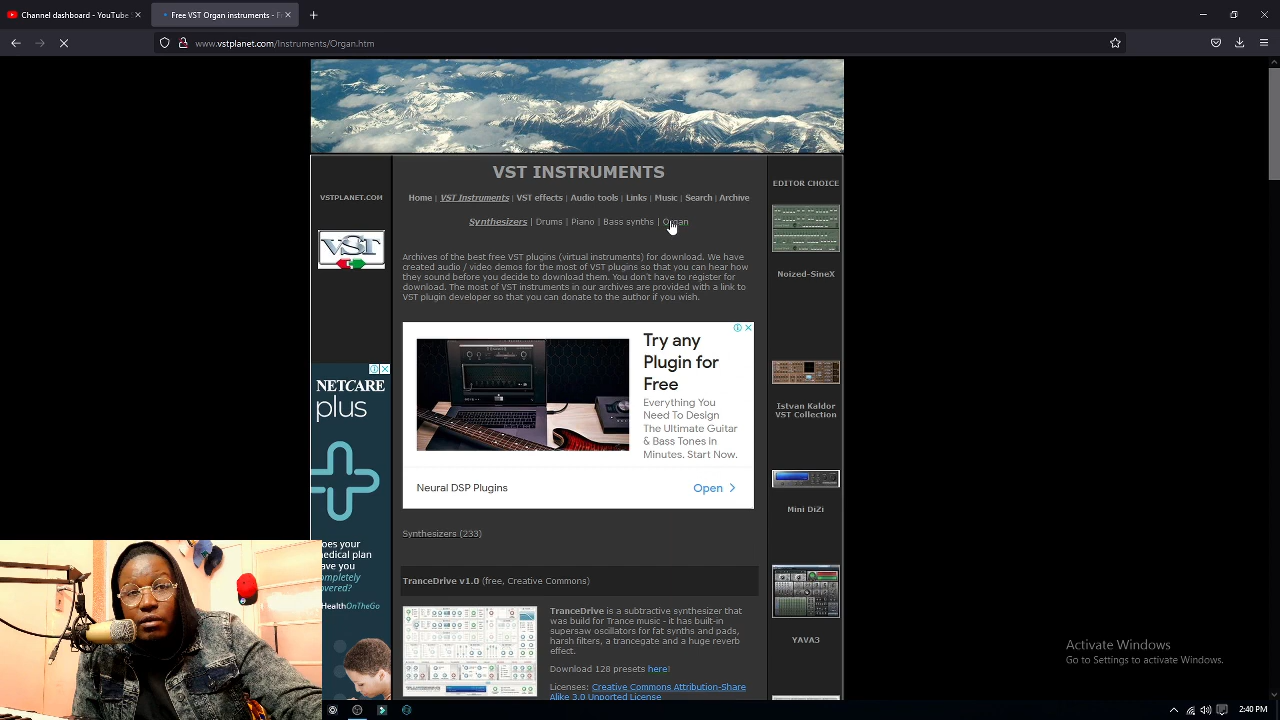 Channel dashboard - YouTube S
Free VST Organ instruments - F
www.vstplanet.com/Instruments/Organ.htm
VST INSTRUMENTS
VSTPLANET.COM
EDITOR CHOICE
Home | VST Instruments | VST effects | Audio tools | Links | Music | Search | Archive
Synthesizers | Drums | Piano | Bass synths | Organ
VST
Archives of the best free VST plugins (virtual instruments) for download. We have
created audio / video demos for the most of VST plugins so that you can hear how
they sound before you decide to download them. You don't have to register for
download. The most of VST instruments in our archives are provided with a link to
VST plugin developer so that you can donate to the author if you wish.
Noized-SineX
Try any
Plugin for
Free
Everything You
Need To Design
The Ultimate Guitar
& Bass Tones in
Minutes. Start Now.
Neural DSP Plugins
Open
NETCARE
plus
Istvan Kaldor
VST Collection
Mini DiZi
Synthesizers (233)
TranceDrive v1.0 (free, Creative Commons)
TranceDrive is a subtractive synthesizer that
was build for Trance music - it has built-in
supersaw oscillators for fat synths and pads,
harsh filters, a trancegate and a huge reverb
effect.
Download 128 presets here!
Licenses: Creative Commons Attribution-Share
Alike 3.0 Unported License
YAVA3
Does your
medical plan
have you
completely
covered?
HealthOnTheGo
Activate Windows
Go to Settings to activate Windows.
2:40 PM